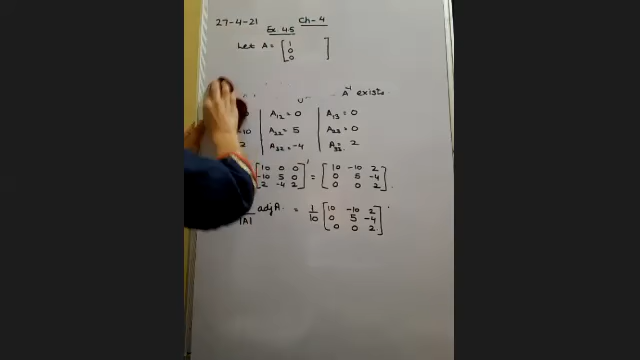 27-4-21 Ch-4
Ex 4.5
Let A = [ 1
0
0 ]
A⁻¹ exists.
A₁₂ = 0 A₁₃ = 0
-10 A₂₂ = 5 A₂₃ = 0
2 A₃₂ = -4 A₃₃ = 2
[ 10 0 0 ]' = [ 10 -10 2 ]
-10 5 0 0 5 -4
2 -4 2 0 0 2
|A| adj A. = 1/10 [ 10 -10 2 ]
0 5 -4
0 0 2